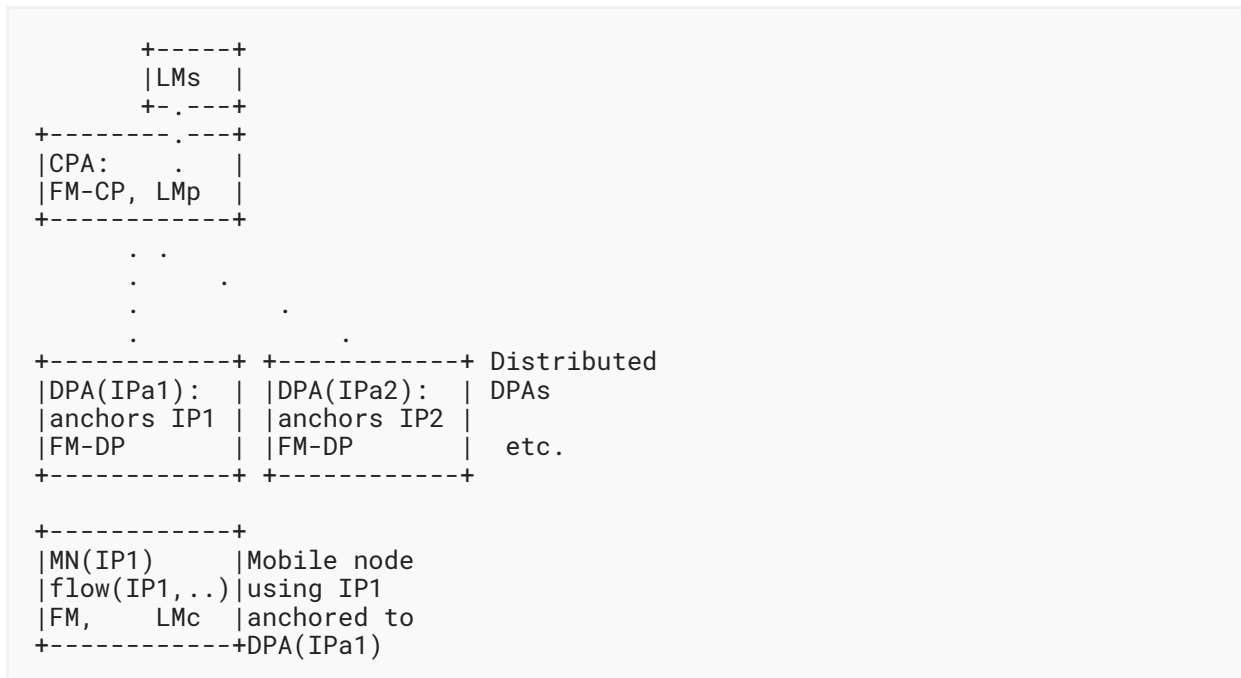 +-----+
       |LMs  |
       +-.---+
+--------.---+
|CPA:    .   |
|FM-CP, LMp  |
+------------+
      . .
      .     .
      .         .
      .             .
+------------+ +------------+ Distributed
|DPA(IPa1):  | |DPA(IPa2):  | DPAs
|anchors IP1 | |anchors IP2 |
|FM-DP       | |FM-DP       |  etc.
+------------+ +------------+

+------------+
|MN(IP1)     |Mobile node
|flow(IP1,..)|using IP1
|FM,    LMc  |anchored to
+------------+DPA(IPa1)